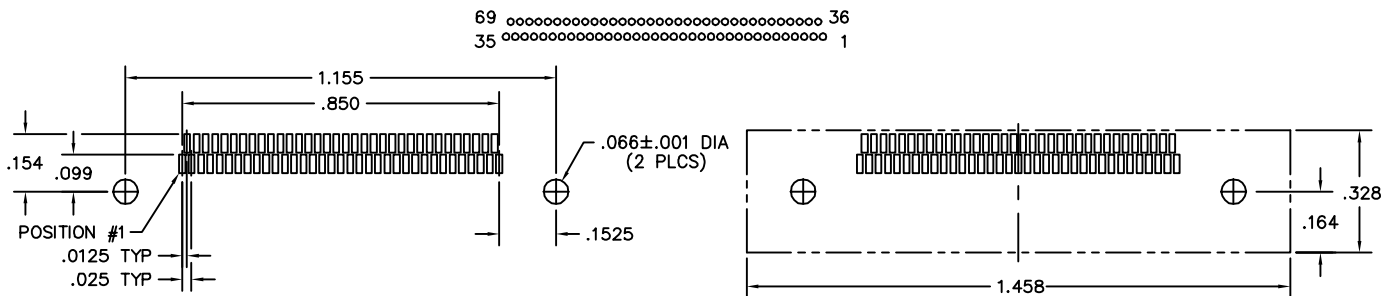 69 36
35 1
1.155
.850
.154
.099
.066±.001 DIA
(2 PLCS)
POSITION #1
.0125 TYP
.025 TYP
.1525
.328
.164
1.458